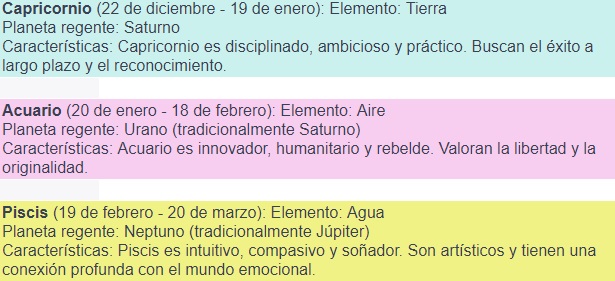 Capricornio (22 de diciembre - 19 de enero): Elemento: Tierra
Planeta regente: Saturno
Características: Capricornio es disciplinado, ambicioso y práctico. Buscan el éxito a
largo plazo y el reconocimiento.
Acuario (20 de enero - 18 de febrero): Elemento: Aire
Planeta regente: Urano (tradicionalmente Saturno)
Características: Acuario es innovador, humanitario y rebelde. Valoran la libertad y la
originalidad.
Piscis (19 de febrero - 20 de marzo): Elemento: Agua
Planeta regente: Neptuno (tradicionalmente Júpiter)
Características: Piscis es intuitivo, compasivo y soñador. Son artísticos y tienen una
conexión profunda con el mundo emocional.